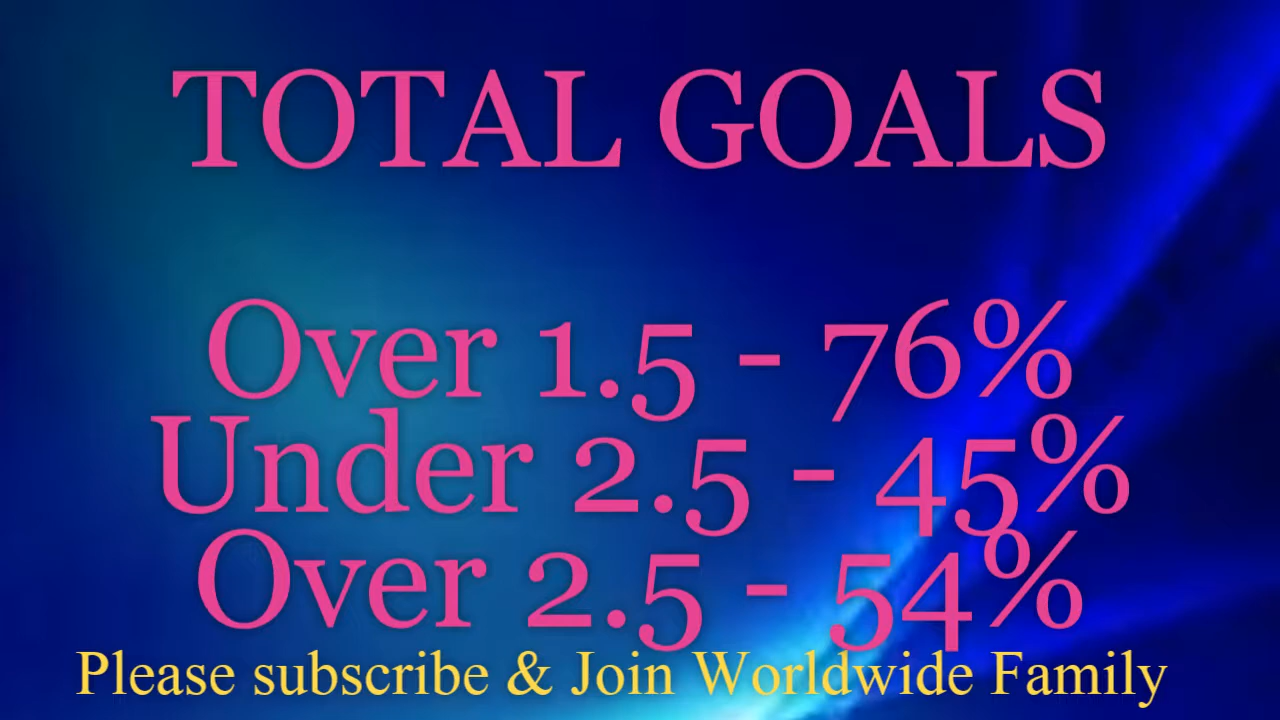 TOTAL GOALS
Over 1.5 - 76%
Under 2.5 - 45%
Over 2.5 - 54%
Please subscribe & Join Worldwide Family